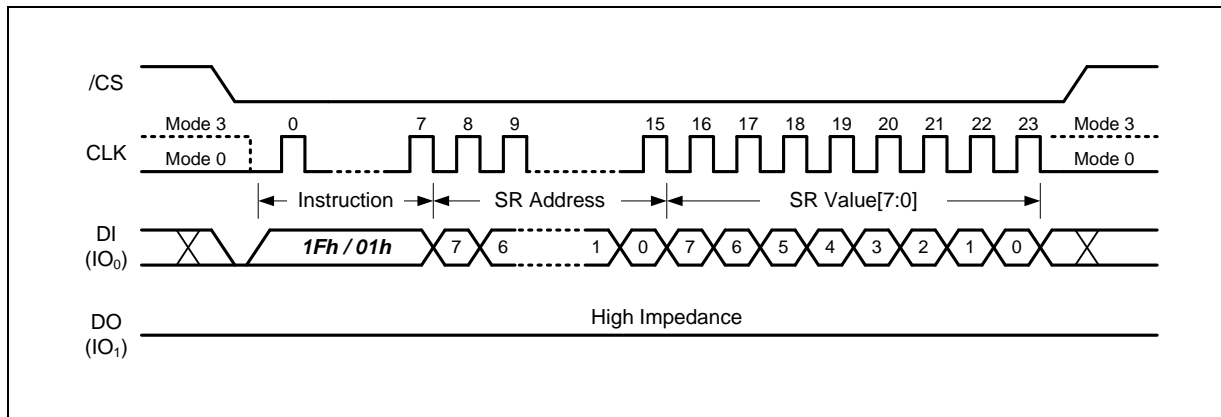 /CS
Mode 3 0 7 8 9 15 16 17 18 19 20 21 22 23 Mode 3
CLK
Mode 0 Mode 0
Instruction SR Address SR Value[7:0]
DI
(IO₀)
1Fh / 01h 7 6 1 0 7 6 5 4 3 2 1 0
High Impedance
DO
(IO₁)